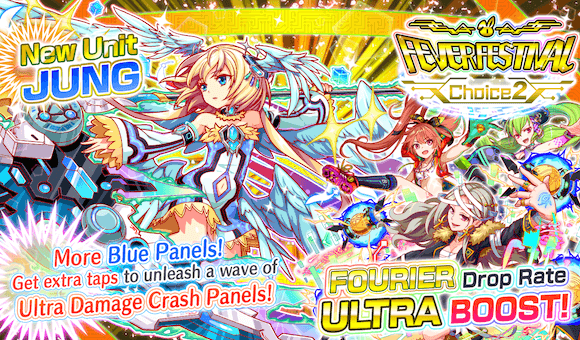 New Unit
JUNG
FEVERFESTIVAL
Choice2
More Blue Panels!
Get extra taps to unleash a wave of
Ultra Damage Crash Panels!
FOURIER Drop Rate
ULTRA BOOST!